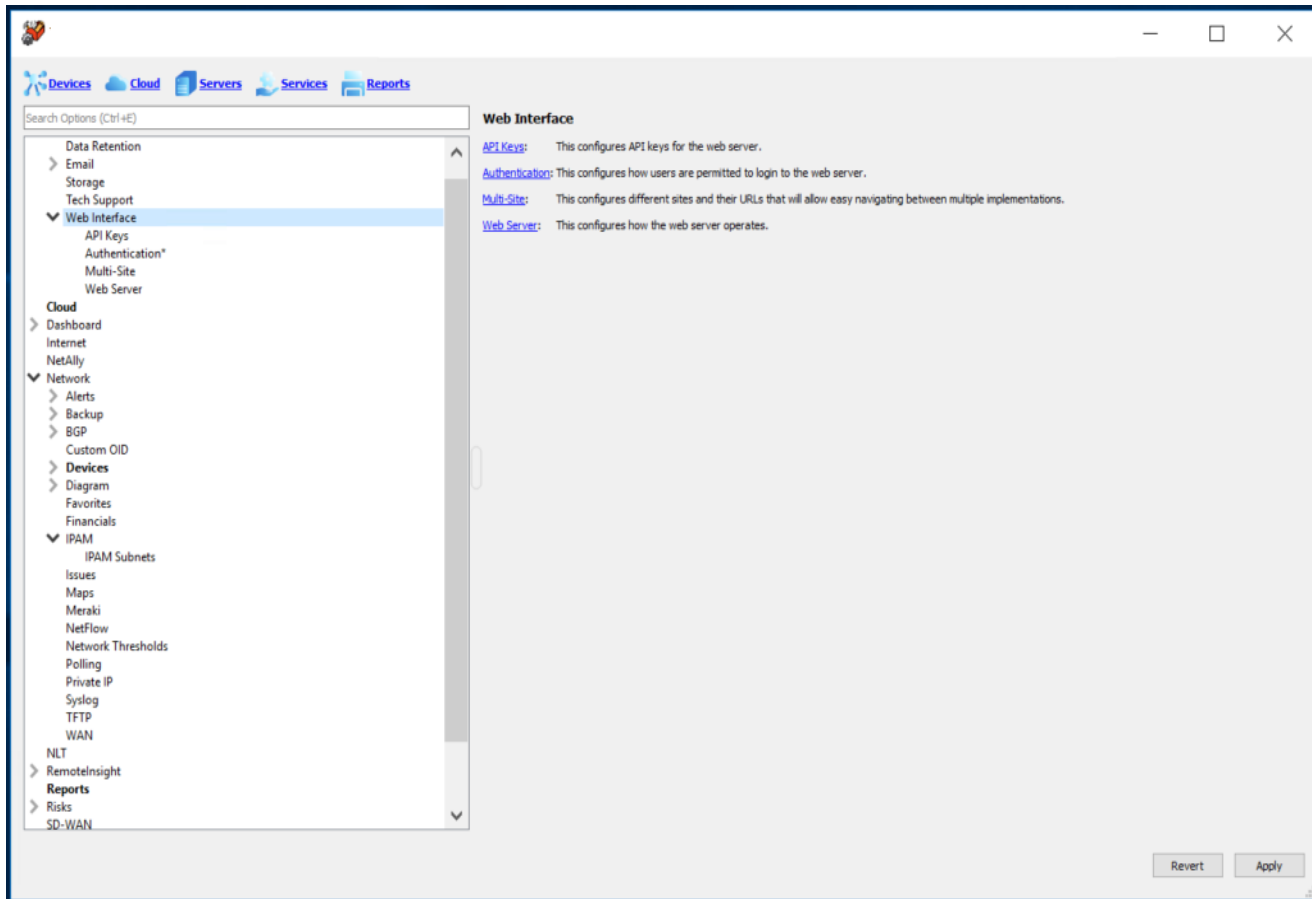 Devices Cloud Servers Services Reports
Search Options (Ctrl+E)
Data Retention
Email
Storage
Tech Support
Web Interface
API Keys
Authentication*
Multi-Site
Web Server
Cloud
Dashboard
Internet
NetAlly
Network
Alerts
Backup
BGP
Custom OID
Devices
Diagram
Favorites
Financials
IPAM
IPAM Subnets
Issues
Maps
Meraki
NetFlow
Network Thresholds
Polling
Private IP
Syslog
TFTP
WAN
NLT
RemoteInsight
Reports
Risks
SD-WAN
Web Interface
API Keys: This configures API keys for the web server.
Authentication: This configures how users are permitted to login to the web server.
Multi-Site: This configures different sites and their URLs that will allow easy navigating between multiple implementations.
Web Server: This configures how the web server operates.
Revert Apply